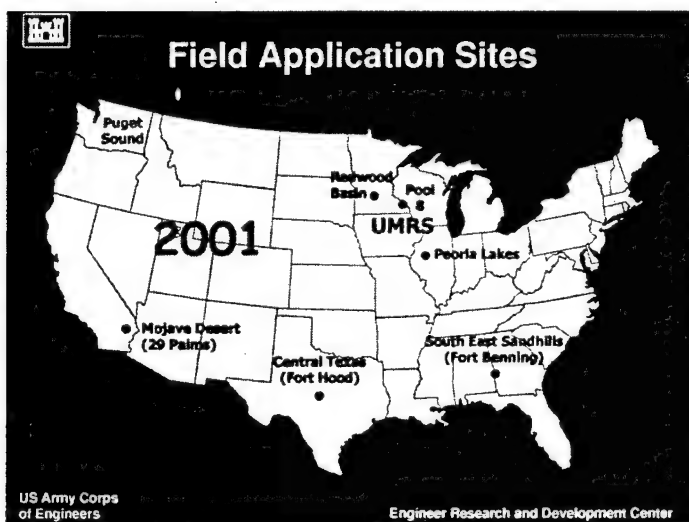 Field Application Sites
Puget
Sound
Redwood
Basin
Pool
8
UMRS
2001
Peoria Lakes
Mojave Desert
(29 Palms)
Central Texas
(Fort Hood)
South East Sandhills
(Fort Benning)
US Army Corps
of Engineers
Engineer Research and Development Center